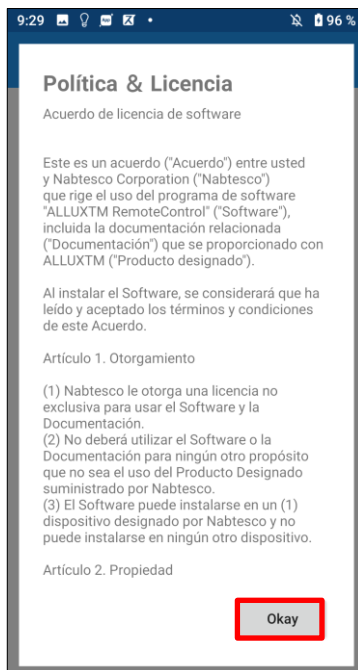 9:29 96 %
Política & Licencia
Acuerdo de licencia de software
Este es un acuerdo ("Acuerdo") entre usted
y Nabtesco Corporation ("Nabtesco")
que rige el uso del programa de software
"ALLUXTM RemoteControl" ("Software"),
incluida la documentación relacionada
("Documentación") que se proporcionado con
ALLUXTM ("Producto designado").
Al instalar el Software, se considerará que ha
leído y aceptado los términos y condiciones
de este Acuerdo.
Artículo 1. Otorgamiento
(1) Nabtesco le otorga una licencia no
exclusiva para usar el Software y la
Documentación.
(2) No deberá utilizar el Software o la
Documentación para ningún otro propósito
que no sea el uso del Producto Designado
suministrado por Nabtesco.
(3) El Software puede instalarse en un (1)
dispositivo designado por Nabtesco y no
puede instalarse en ningún otro dispositivo.
Artículo 2. Propiedad
Okay